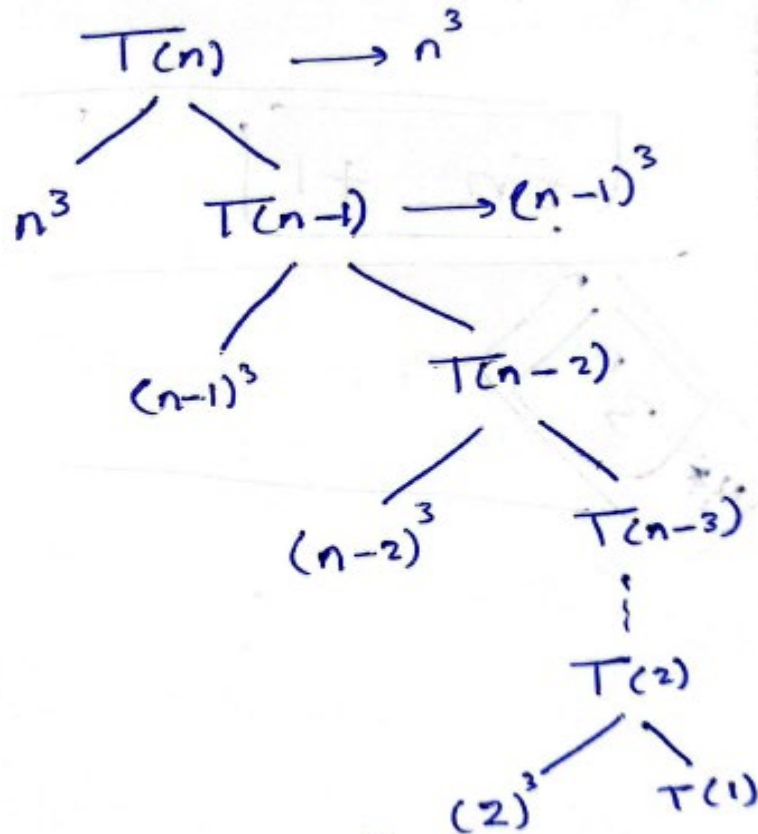 T(n) → n³
n³ T(n-1) → (n-1)³
(n-1)³ T(n-2)
(n-2)³ T(n-3)
T(2)
(2)³ T(1)